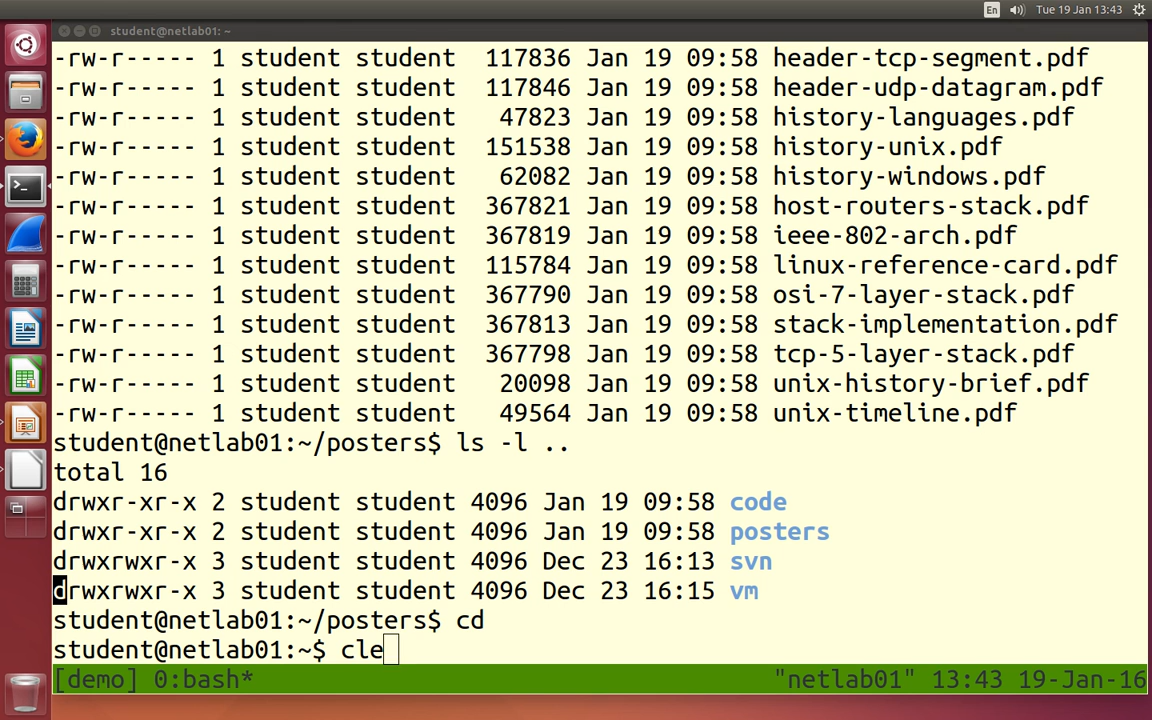 En Tue 19 Jan 13:43
student@netlab01: ~
-rw-r----- 1 student student 117836 Jan 19 09:58 header-tcp-segment.pdf
-rw-r----- 1 student student 117846 Jan 19 09:58 header-udp-datagram.pdf
-rw-r----- 1 student student 47823 Jan 19 09:58 history-languages.pdf
-rw-r----- 1 student student 151538 Jan 19 09:58 history-unix.pdf
-rw-r----- 1 student student 62082 Jan 19 09:58 history-windows.pdf
-rw-r----- 1 student student 367821 Jan 19 09:58 host-routers-stack.pdf
-rw-r----- 1 student student 367819 Jan 19 09:58 ieee-802-arch.pdf
-rw-r----- 1 student student 115784 Jan 19 09:58 linux-reference-card.pdf
-rw-r----- 1 student student 367790 Jan 19 09:58 osi-7-layer-stack.pdf
-rw-r----- 1 student student 367813 Jan 19 09:58 stack-implementation.pdf
-rw-r----- 1 student student 367798 Jan 19 09:58 tcp-5-layer-stack.pdf
-rw-r----- 1 student student 20098 Jan 19 09:58 unix-history-brief.pdf
-rw-r----- 1 student student 49564 Jan 19 09:58 unix-timeline.pdf
student@netlab01:~/posters$ ls -l ..
total 16
drwxr-xr-x 2 student student 4096 Jan 19 09:58 code
drwxr-xr-x 2 student student 4096 Jan 19 09:58 posters
drwxrwxr-x 3 student student 4096 Dec 23 16:13 svn
drwxrwxr-x 3 student student 4096 Dec 23 16:15 vm
student@netlab01:~/posters$ cd
student@netlab01:~$ cle
[demo] 0:bash* "netlab01" 13:43 19-Jan-16